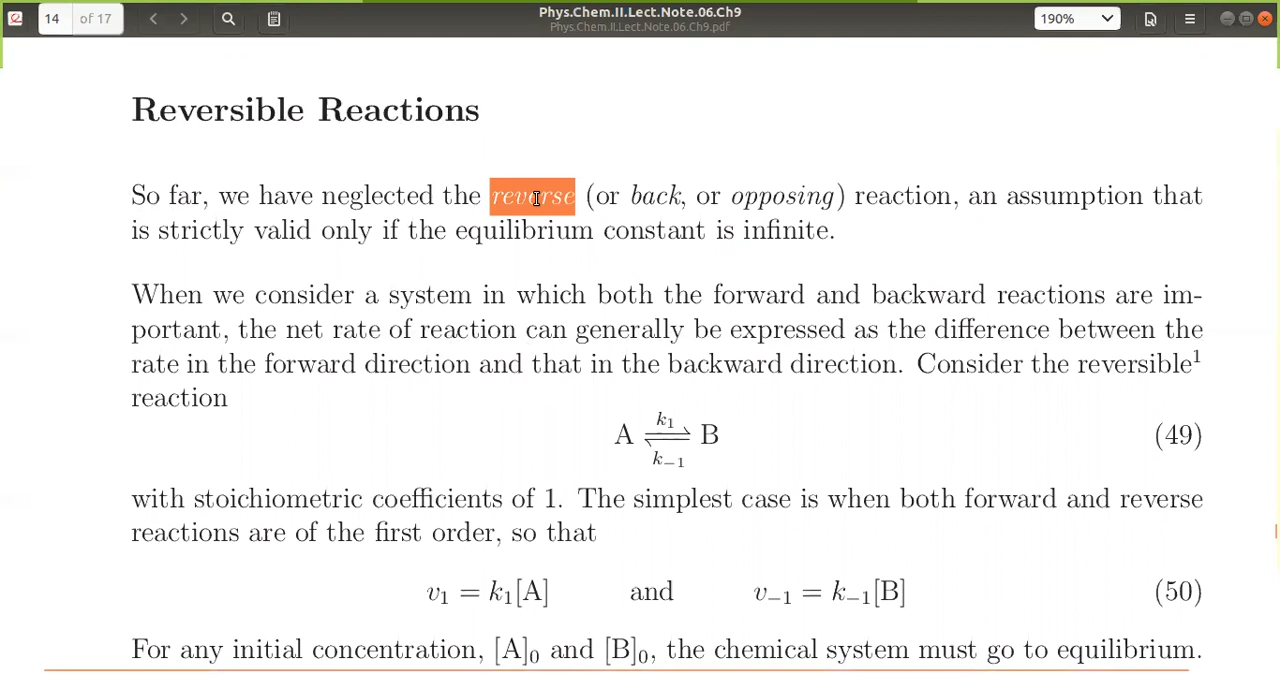 14 of 17
Phys.Chem.II.Lect.Note.06.Ch9
Phys.Chem.II.Lect.Note.06.Ch9.pdf
190%
Reversible Reactions
So far, we have neglected the reverse (or back, or opposing) reaction, an assumption that
is strictly valid only if the equilibrium constant is infinite.
When we consider a system in which both the forward and backward reactions are im-
portant, the net rate of reaction can generally be expressed as the difference between the
rate in the forward direction and that in the backward direction. Consider the reversible¹
reaction
A ⇌ B (49)
k₁
k₋₁
with stoichiometric coefficients of 1. The simplest case is when both forward and reverse
reactions are of the first order, so that
v₁ = k₁[A] and v₋₁ = k₋₁[B] (50)
For any initial concentration, [A]₀ and [B]₀, the chemical system must go to equilibrium.